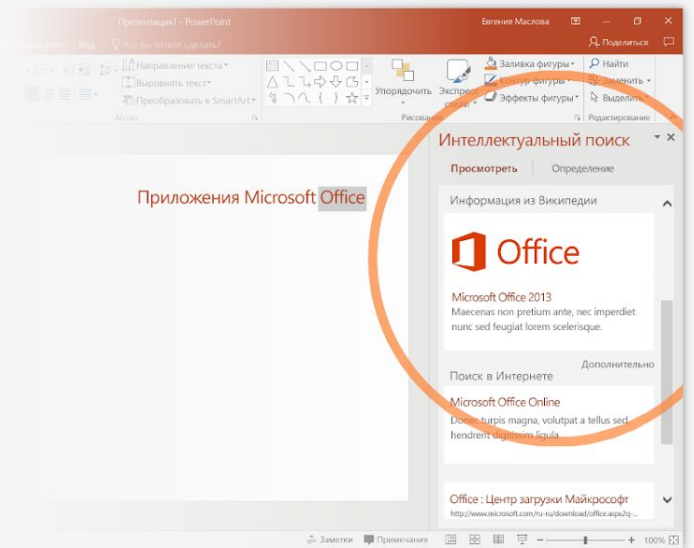 Презентация1 - PowerPoint
Евгения Маслова
Вид
Что вы хотите сделать?
Поделиться
Направление текста
Выровнять текст
Преобразовать в SmartArt
Абзац
Упорядочить
Экспресс-
стили
Заливка фигуры
Контур фигуры
Эффекты фигуры
Рисование
Найти
Заменить
Выделить
Редактирование
Приложения Microsoft Office
Интеллектуальный поиск
Просмотреть
Определение
Информация из Википедии
Office
Microsoft Office 2013
Maecenas non pretium ante, nec imperdiet
nunc sed feugiat lorem scelerisque.
Дополнительно
Поиск в Интернете
Microsoft Office Online
Donec turpis magna, volutpat a tellus sed,
hendrerit dignissim ligula
Office : Центр загрузки Майкрософт
http://www.microsoft.com/ru-ru/download/office.aspx?q-...
Заметки
Примечания
100%